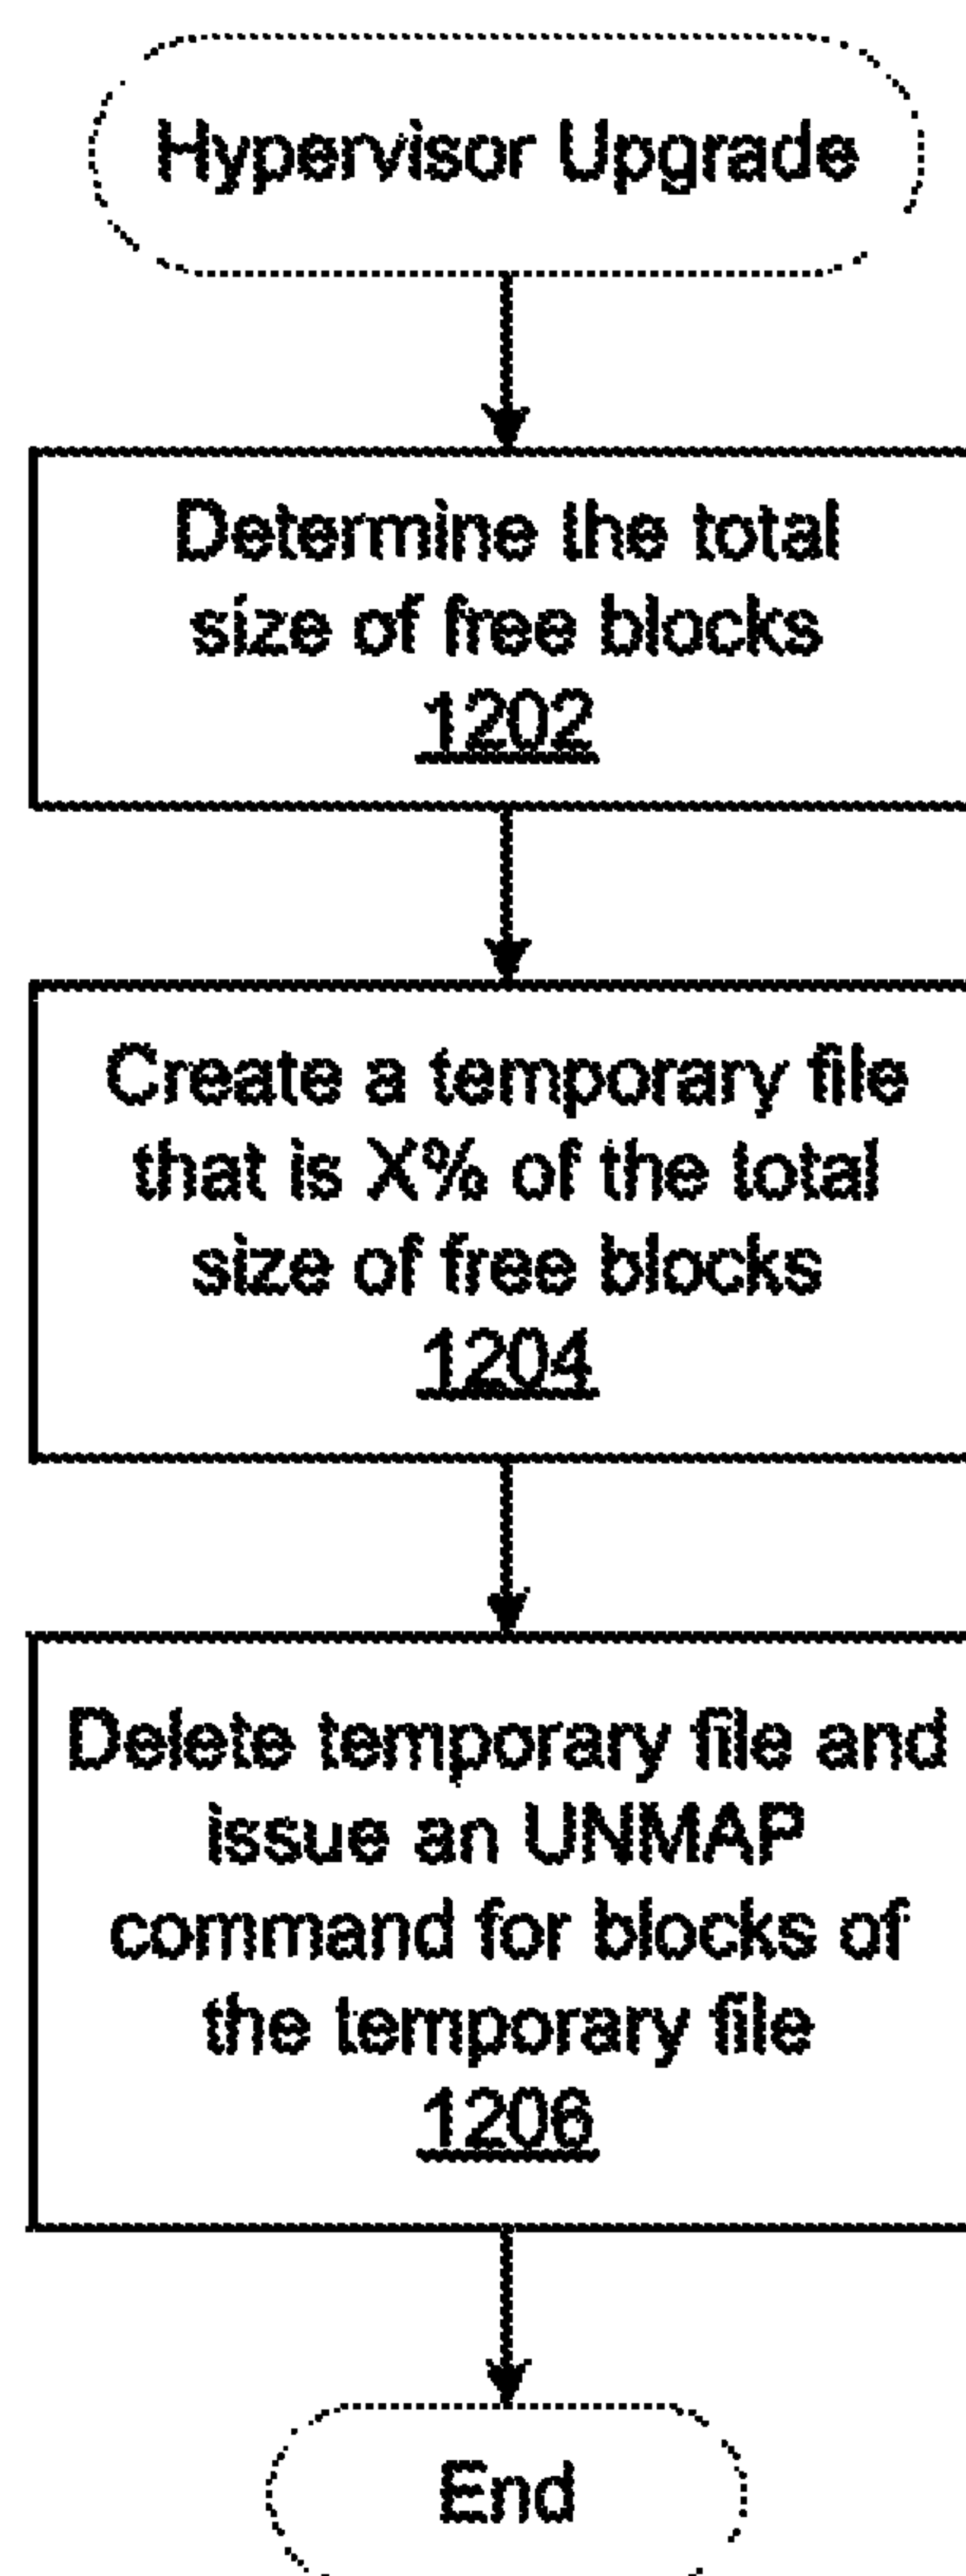 Hypervisor Upgrade
Determine the total
size of free blocks
1202
Create a temporary file
that is X% of the total
size of free blocks
1204
Delete temporary file and
issue an UNMAP
command for blocks of
the temporary file
1206
End